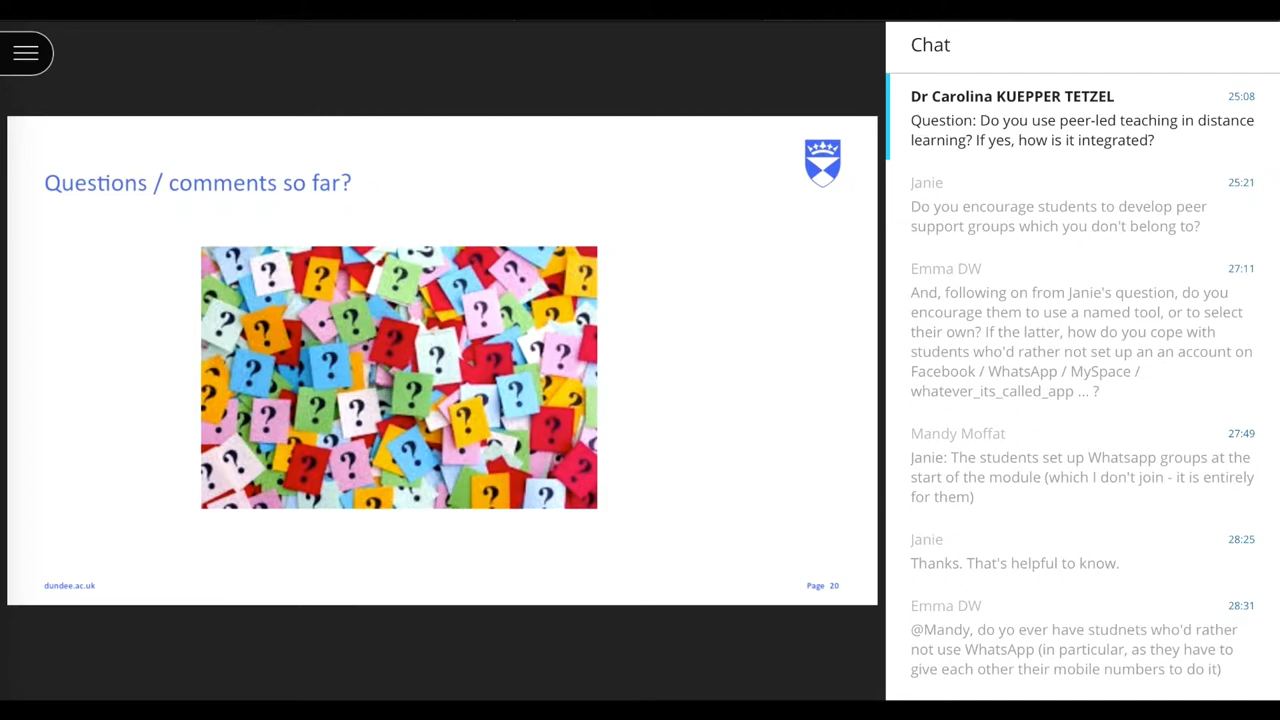 Questions / comments so far?
dundee.ac.uk
Page 20
Chat
Dr Carolina KUEPPER TETZEL 25:08
Question: Do you use peer-led teaching in distance
learning? If yes, how is it integrated?
Janie 25:21
Do you encourage students to develop peer
support groups which you don't belong to?
Emma DW 27:11
And, following on from Janie's question, do you
encourage them to use a named tool, or to select
their own? If the latter, how do you cope with
students who'd rather not set up an an account on
Facebook / WhatsApp / MySpace /
whatever_its_called_app ... ?
Mandy Moffat 27:49
Janie: The students set up Whatsapp groups at the
start of the module (which I don't join - it is entirely
for them)
Janie 28:25
Thanks. That's helpful to know.
Emma DW 28:31
@Mandy, do yo ever have studnets who'd rather
not use WhatsApp (in particular, as they have to
give each other their mobile numbers to do it)